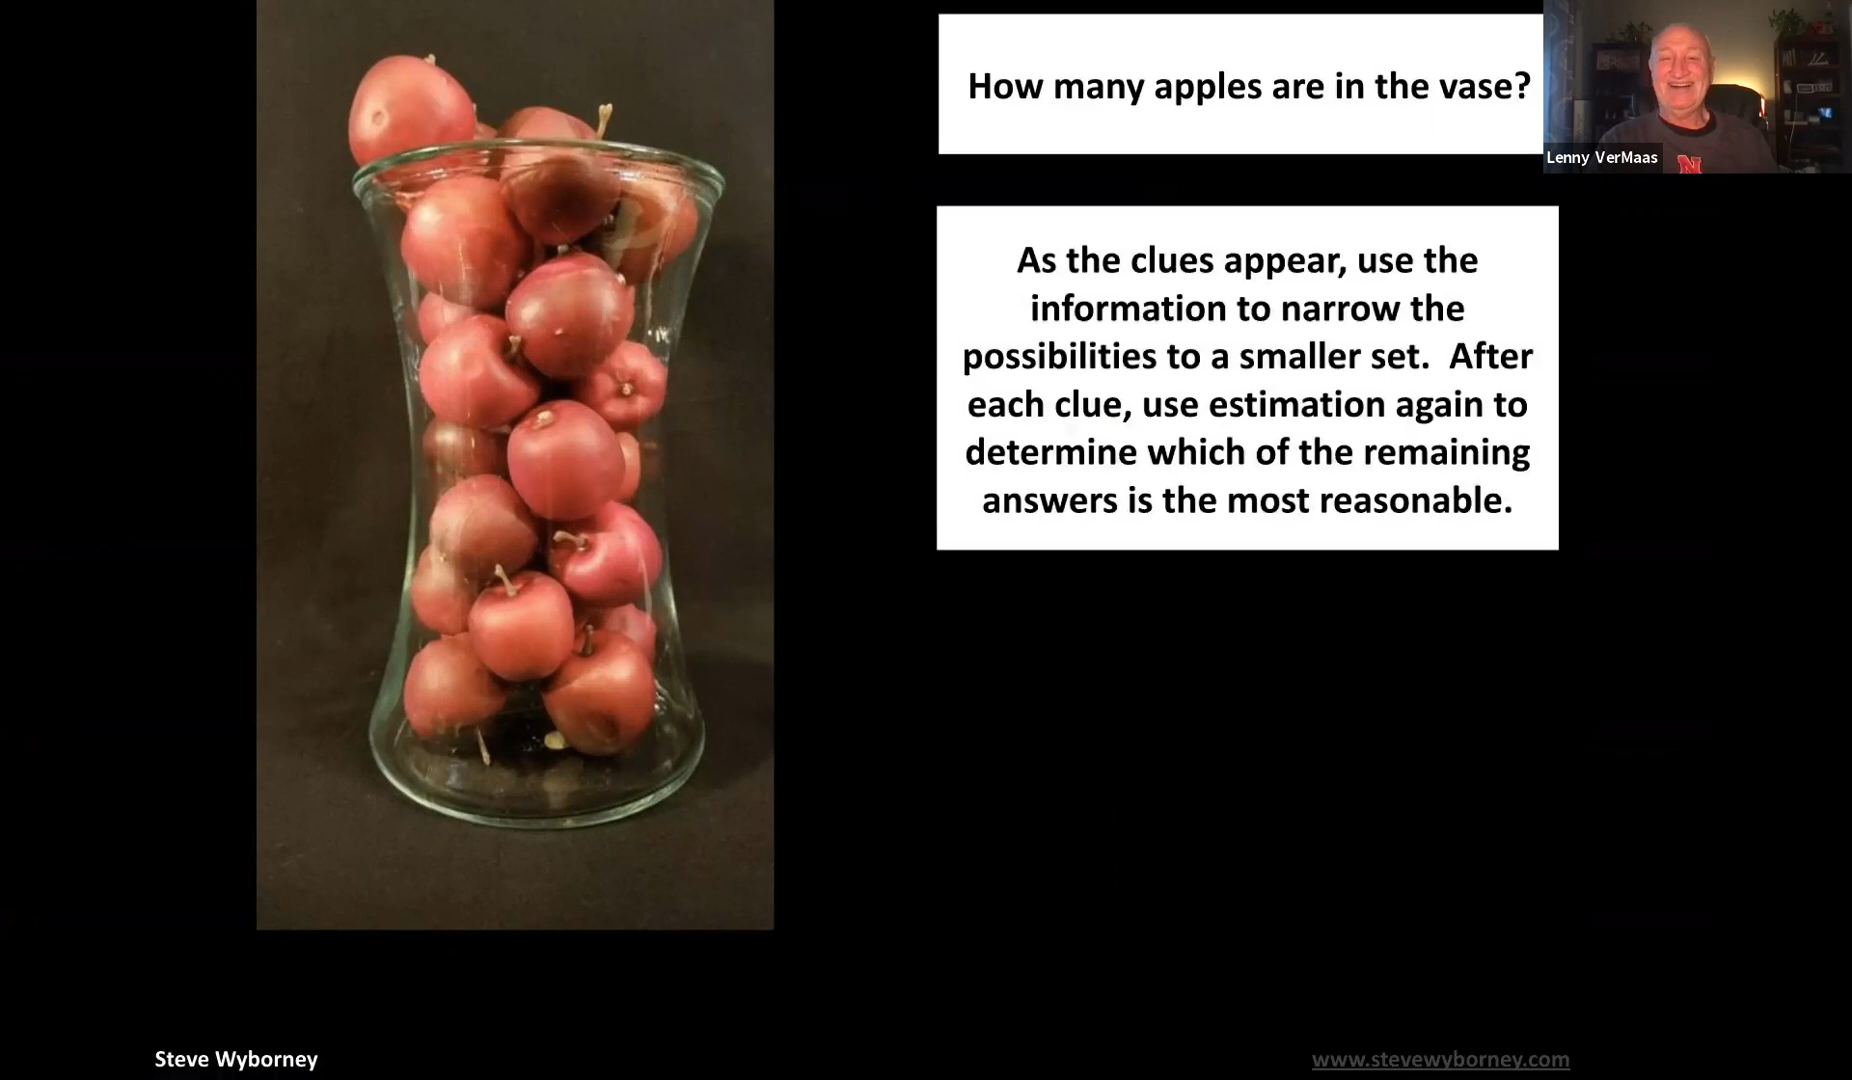 How many apples are in the vase?
Lenny VerMaas
N
As the clues appear, use the
information to narrow the
possibilities to a smaller set. After
each clue, use estimation again to
determine which of the remaining
answers is the most reasonable.
Steve Wyborney
www.stevewyborney.com